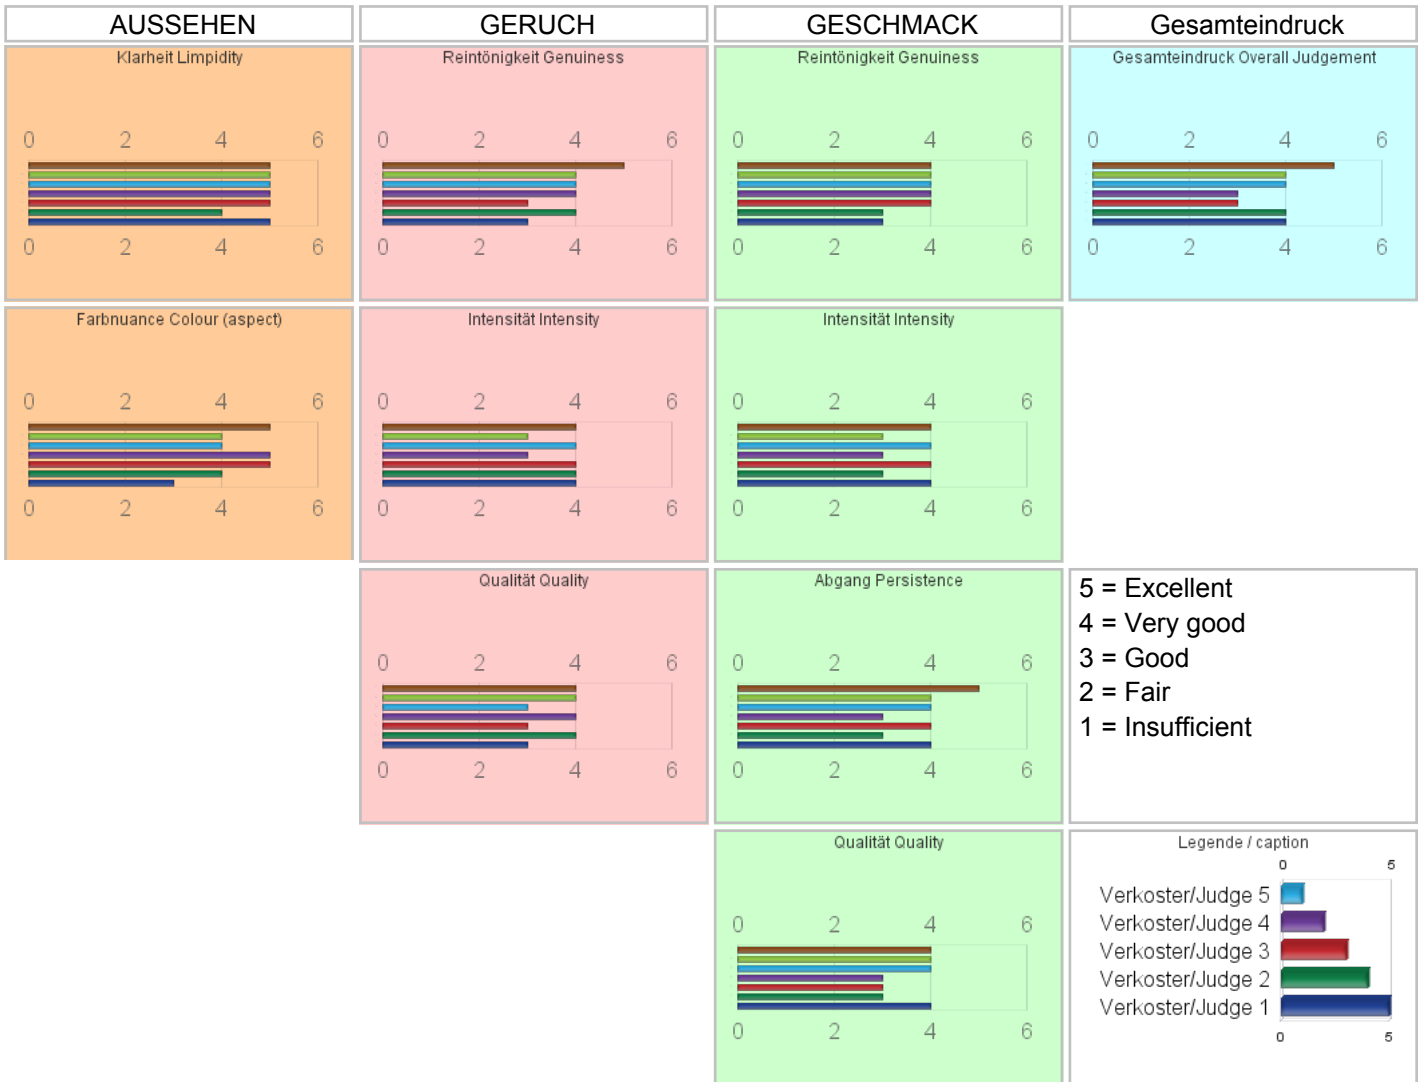 AUSSEHEN
GERUCH
GESCHMACK
Gesamteindruck
Klarheit Limpidity
0 2 4 6
0 2 4 6
Reintönigkeit Genuiness
0 2 4 6
0 2 4 6
Reintönigkeit Genuiness
0 2 4 6
0 2 4 6
Gesamteindruck Overall Judgement
0 2 4 6
0 2 4 6
Farbnuance Colour (aspect)
0 2 4 6
0 2 4 6
Intensität Intensity
0 2 4 6
0 2 4 6
Intensität Intensity
0 2 4 6
0 2 4 6
Qualität Quality
0 2 4 6
0 2 4 6
Abgang Persistence
0 2 4 6
0 2 4 6
5 = Excellent
4 = Very good
3 = Good
2 = Fair
1 = Insufficient
Qualität Quality
0 2 4 6
0 2 4 6
Legende / caption
0 5
Verkoster/Judge 5
Verkoster/Judge 4
Verkoster/Judge 3
Verkoster/Judge 2
Verkoster/Judge 1
0 5